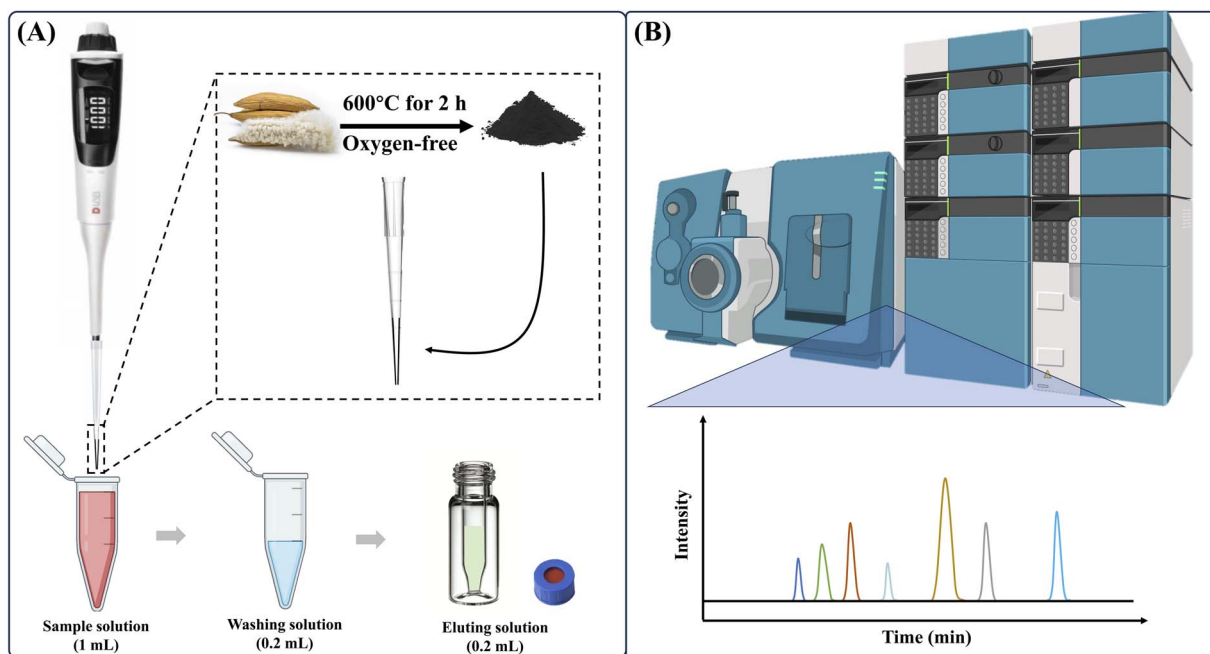 (A)
1000
600°C for 2 h
Oxygen-free
Sample solution
(1 mL)
Washing solution
(0.2 mL)
Eluting solution
(0.2 mL)
(B)
Intensity
Time (min)